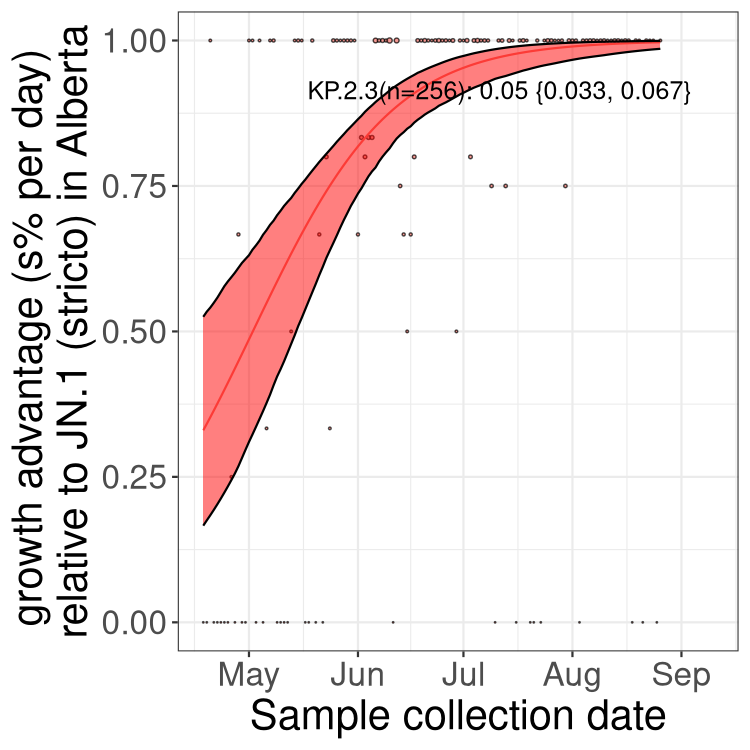 growth advantage (s% per day)
relative to JN.1 (stricto) in Alberta
1.00
0.75
0.50
0.25
0.00
KP.2.3(n=256): 0.05 {0.033, 0.067}
May Jun Jul Aug Sep
Sample collection date